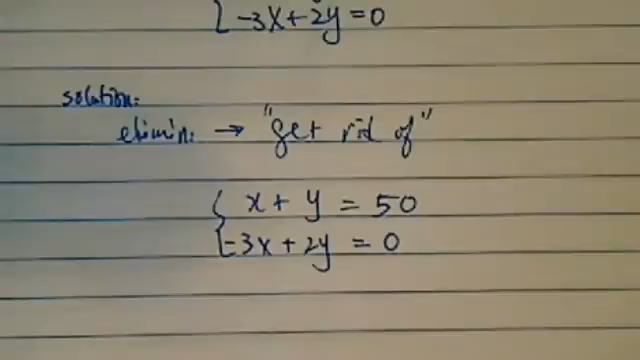 { -3x+2y=0
solution:
elimin. → "get rid of"
{ x + y = 50
-3x + 2y = 0